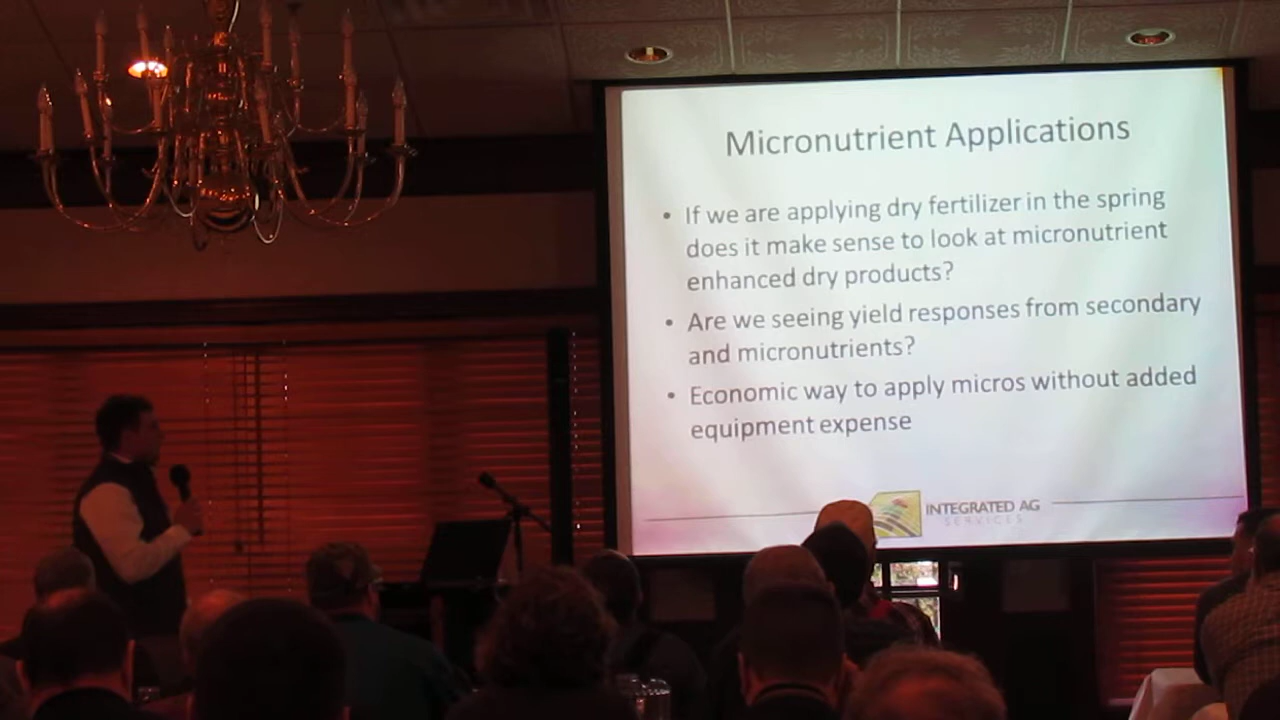 Micronutrient Applications
• If we are applying dry fertilizer in the spring
does it make sense to look at micronutrient
enhanced dry products?
• Are we seeing yield responses from secondary
and micronutrients?
• Economic way to apply micros without added
equipment expense
INTEGRATED AG
SERVICES